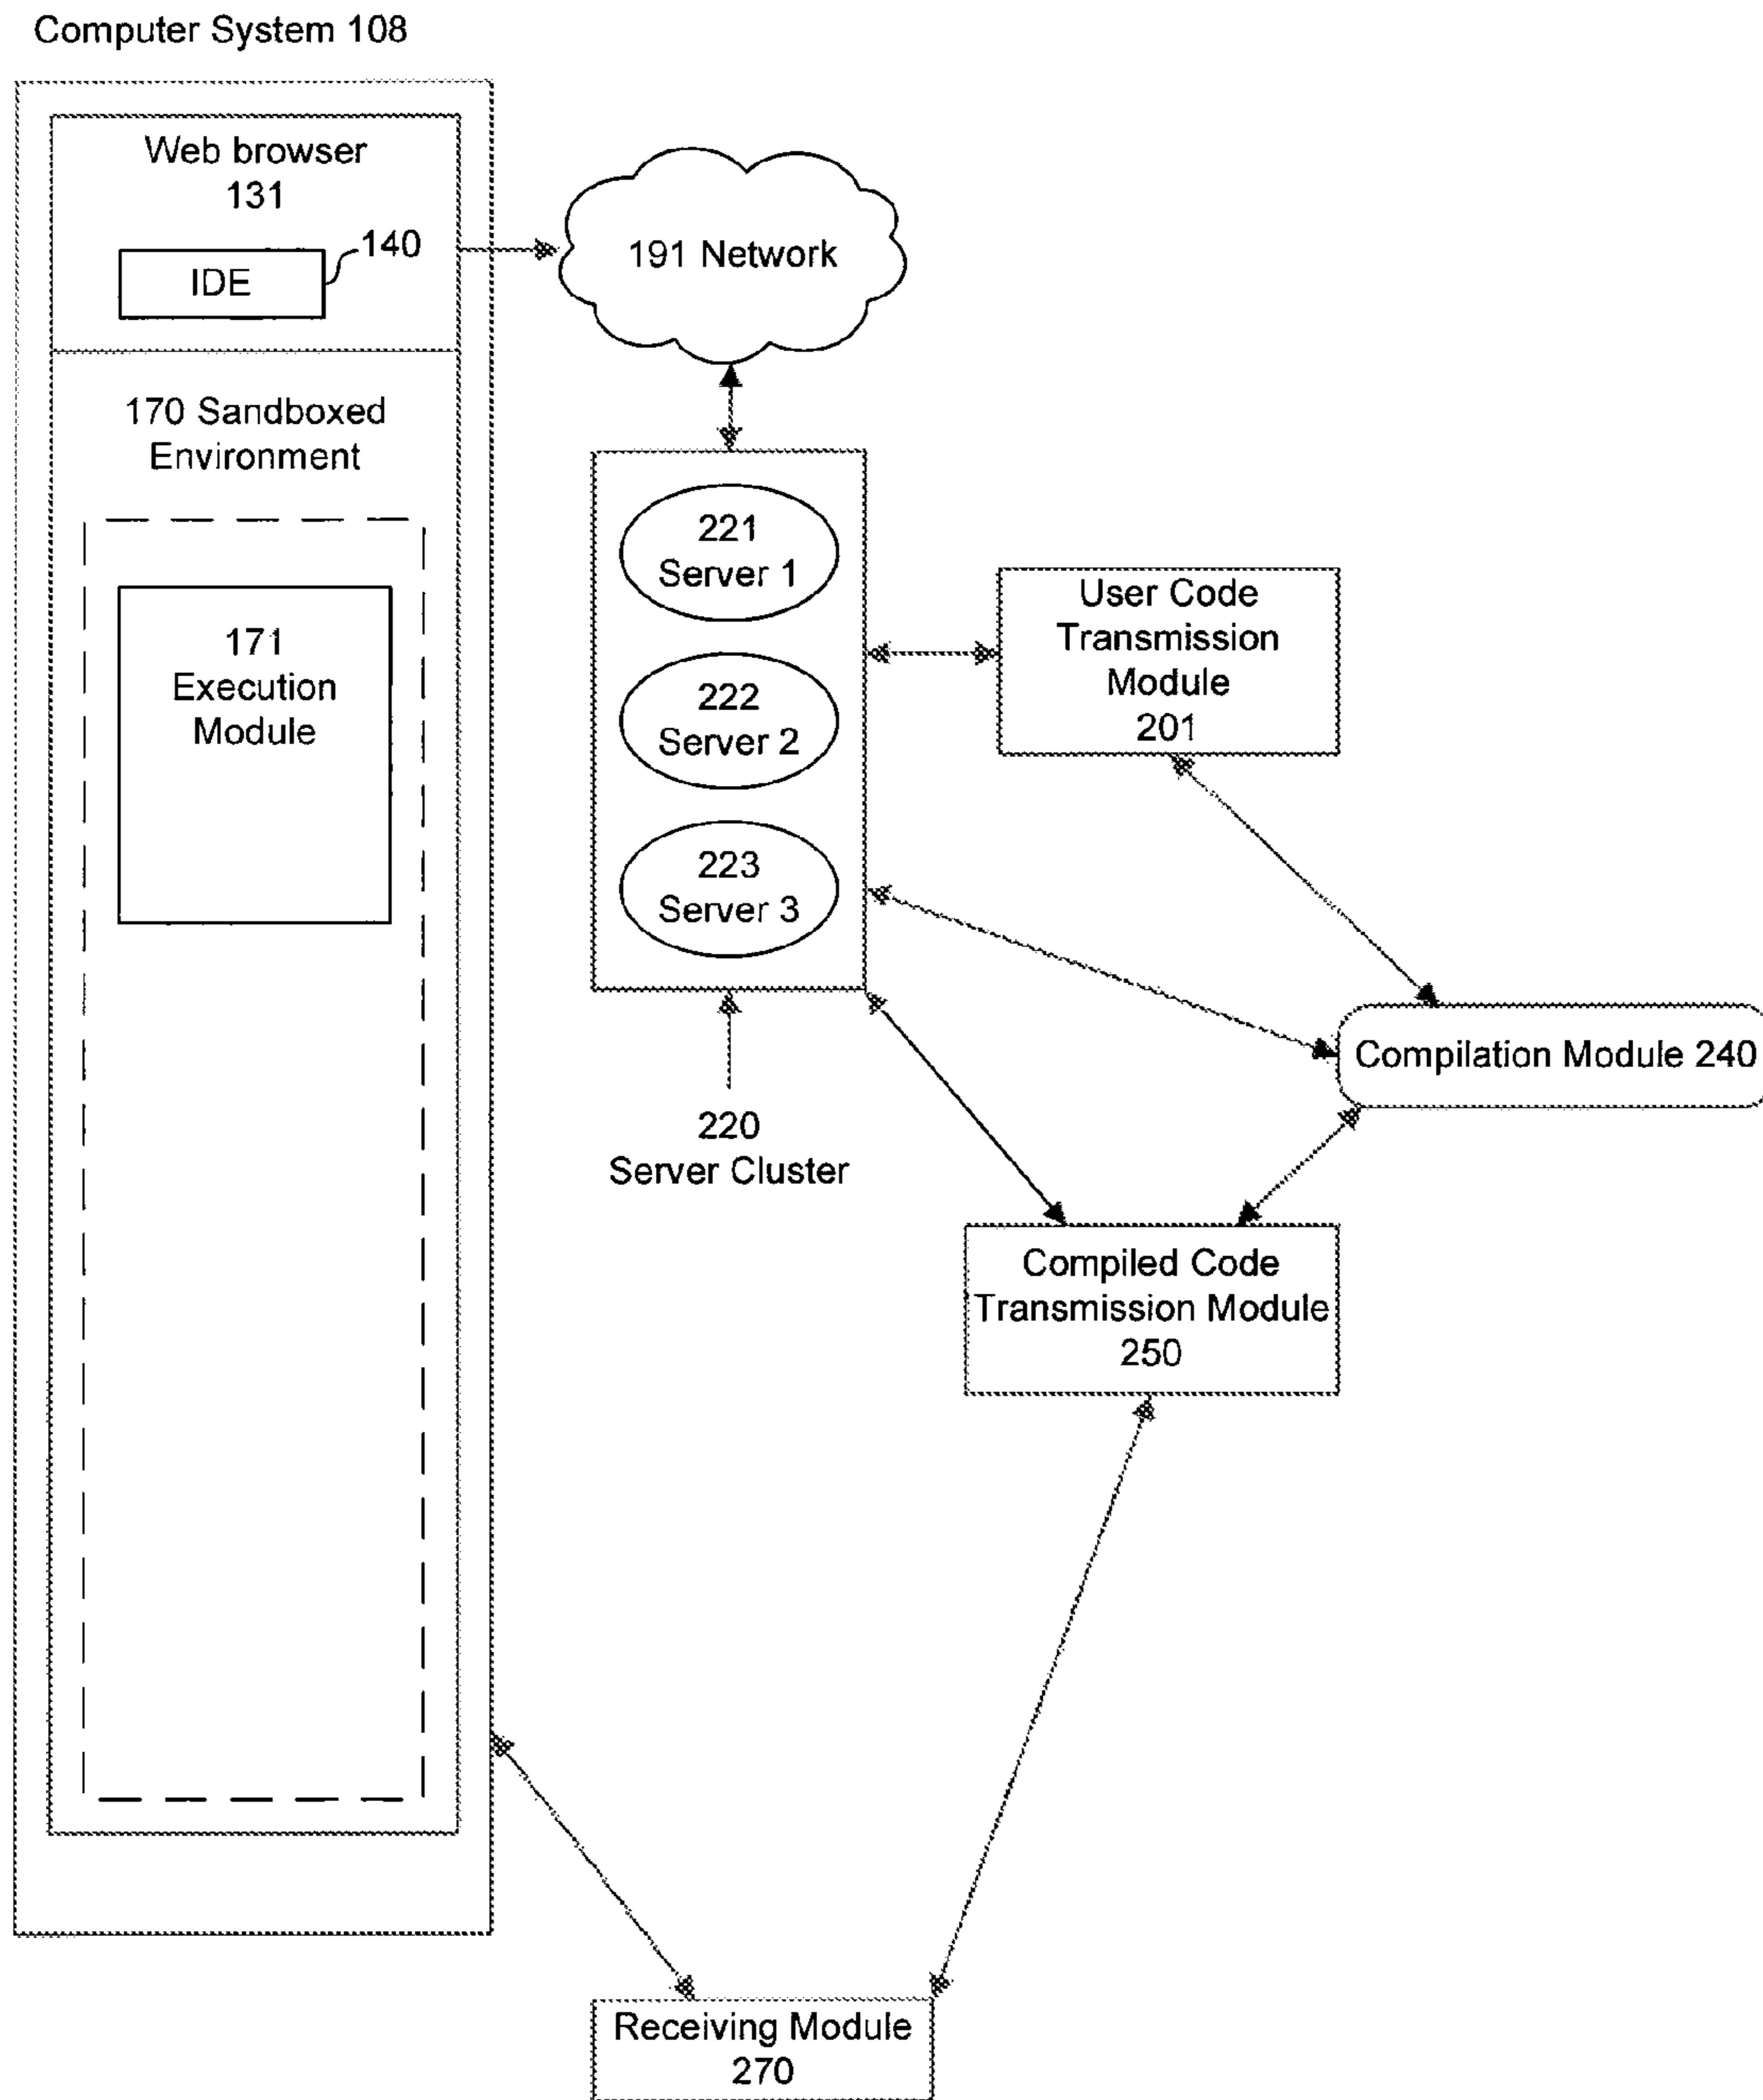 Computer System 108
Web browser
131
140
IDE
191 Network
170 Sandboxed
Environment
171
Execution
Module
221
Server 1
222
Server 2
223
Server 3
220
Server Cluster
User Code
Transmission
Module
201
Compilation Module 240
Compiled Code
Transmission Module
250
Receiving Module
270